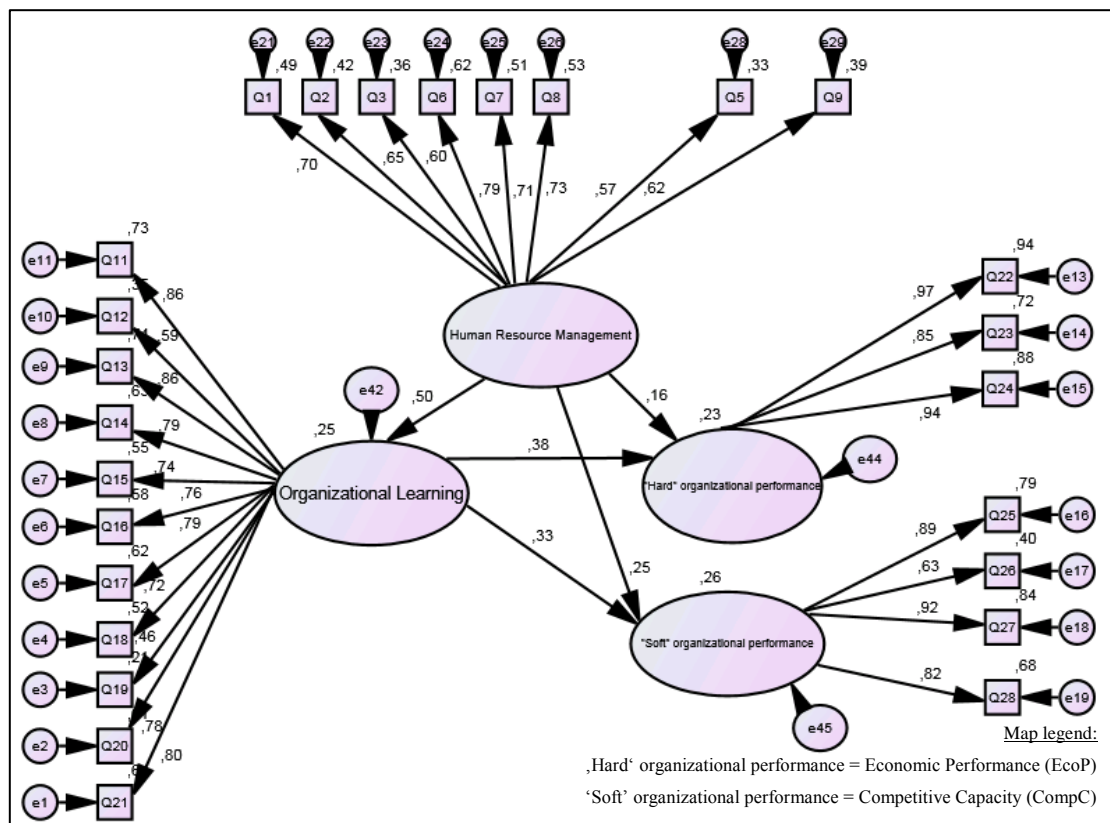 e21 e22 e23 e24 e25 e26 e28 e29
,49 ,42 ,36 ,62 ,51 ,53 ,33 ,39
Q1 Q2 Q3 Q6 Q7 Q8 Q5 Q9
,70 ,65 ,60 ,79 ,71 ,73 ,57 ,62
,73
e11 Q11
,86
e10 Q12
,59
e9 Q13
,86
e8 Q14
,79
,55
e7 Q15
,74
,58
e6 Q16
,76
,79
,62
e5 Q17
,72
,52
e4 Q18
,46
e3 Q19
e2 Q20
,78
e1 Q21
,80
Human Resource Management
e42
,50
,25
Organizational Learning
,16
,38
,33
,25
,23
"Hard" organizational performance
e44
,26
"Soft" organizational performance
e45
,94
,97 Q22 e13
,72
,85 Q23 e14
,88
,94 Q24 e15
,79
,89 Q25 e16
,40
,63 Q26 e17
,84
,92 Q27 e18
,68
,82 Q28 e19
Map legend:
‚Hard‘ organizational performance = Economic Performance (EcoP)
‘Soft’ organizational performance = Competitive Capacity (CompC)